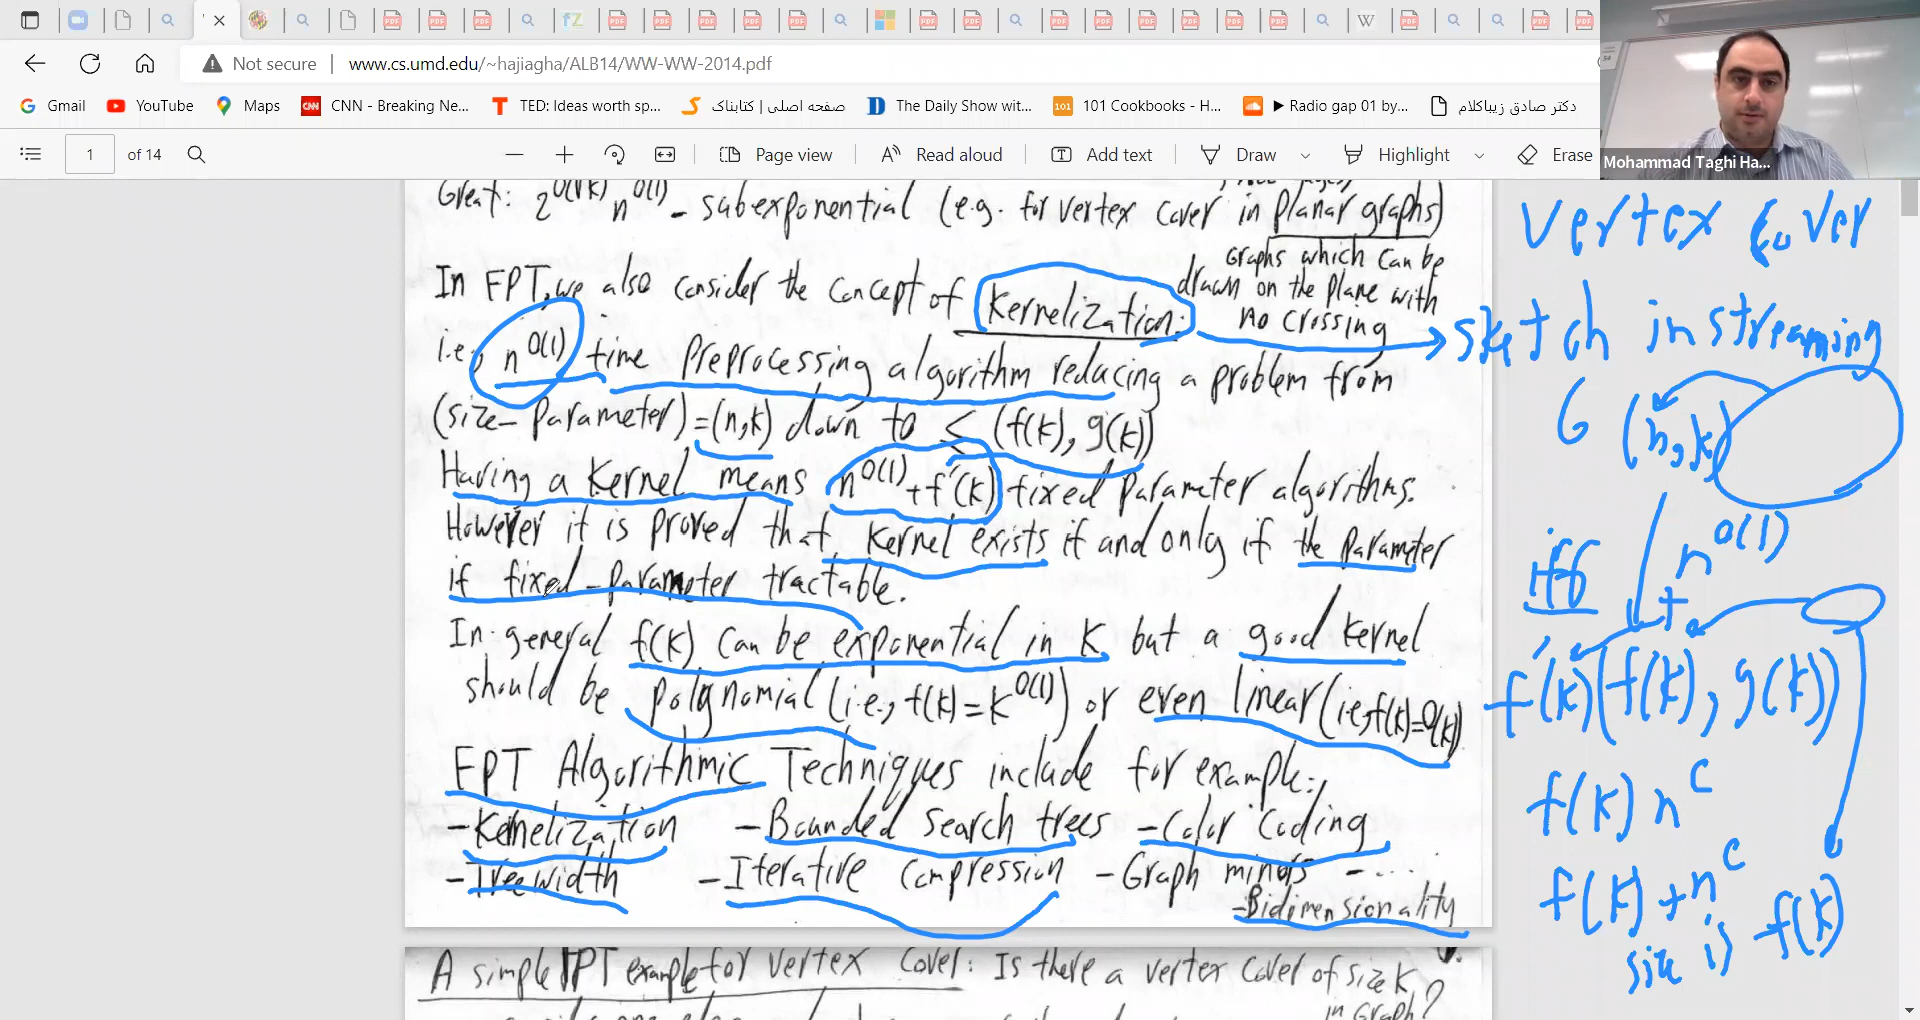 Not secure | www.cs.umd.edu/~hajiagha/ALB14/WW-WW-2014.pdf
Gmail YouTube Maps CNN - Breaking Ne... TED: Ideas worth sp... صفحه اصلی | کتابناک The Daily Show wit... 101 Cookbooks - H... ▶ Radio gap 01 by... دکتر صادق زیباکلام
1 of 14 Page view Read aloud Add text Draw Highlight Erase
Mohammad Taghi Ha...
Great: 2^O(√k) n^O(1) - subexponential (e.g. for vertex cover in planar graphs)
graphs which can be
drawn on the plane with
no crossing
In FPT, we also consider the concept of Kernelization:
i.e., n^O(1) time preprocessing algorithm reducing a problem from
(size-parameter) = (n,k) down to ≤ (f(k), g(k))
Having a kernel means n^O(1) + f'(k) fixed parameter algorithms.
However it is proved that kernel exists if and only if the parameter
if fixed-parameter tractable.
In general f(k) can be exponential in k but a good kernel
should be polynomial (i.e., f(k) = k^O(1)) or even linear (i.e., f(k)=O(k))
FPT Algorithmic Techniques include for example:
- Kernelization - Bounded search trees - Color Coding
- Treewidth - Iterative Compression - Graph minors - ....
- Bidimensionality
A simple FPT example for vertex cover: Is there a vertex cover of size k
in graph?
vertex cover
sketch in streaming
G (n,k)
n^O(1)
iff +
f'(k) (f(k), g(k))
f(k) n^c
f(k) + n^c
size is f(k)